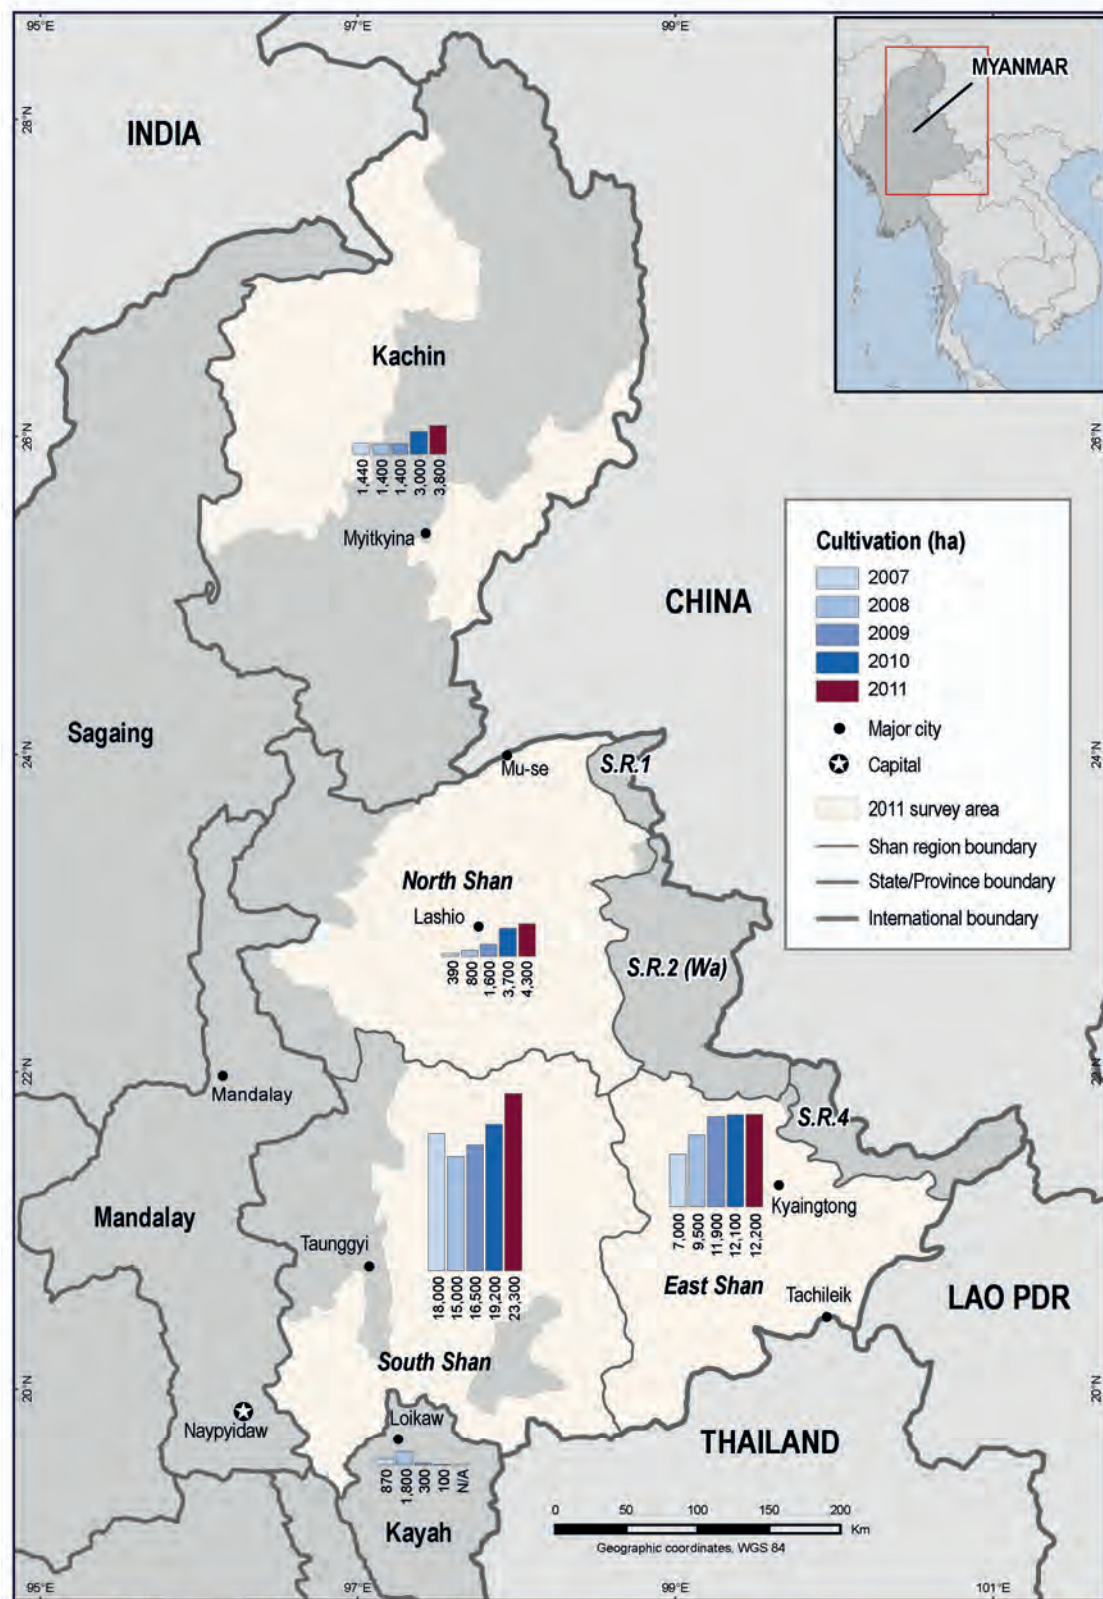 95°E
97°E
99°E
28°N
INDIA
MYANMAR
Kachin
26°N
26°N
1,440
1,400
1,400
3,000
3,800
Myitkyina
Cultivation (ha)
2007
2008
2009
2010
2011
Major city
Capital
2011 survey area
Shan region boundary
State/Province boundary
International boundary
CHINA
Sagaing
24°N
24°N
Mu-se
S.R.1
North Shan
Lashio
390
800
1,600
3,700
4,300
S.R.2 (Wa)
22°N
22°N
Mandalay
S.R.4
Mandalay
Taunggyi
18,000
15,000
16,500
19,200
23,300
South Shan
7,000
9,500
11,900
12,100
12,200
Kyaingtong
East Shan
Tachileik
LAO PDR
20°N
20°N
Naypyidaw
Loikaw
870
1,800
300
100
N/A
Kayah
THAILAND
0 50 100 150 200
Km
Geographic coordinates, WGS 84
95°E
97°E
99°E
101°E